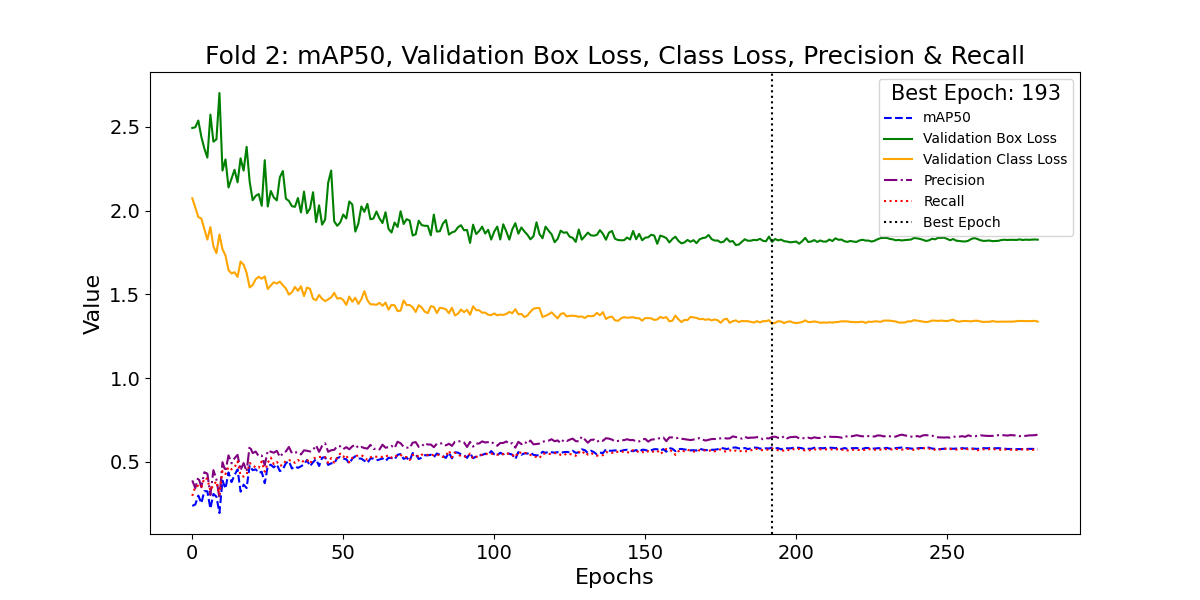 Fold 2: mAP50, Validation Box Loss, Class Loss, Precision & Recall
Best Epoch: 193
mAP50
Validation Box Loss
Validation Class Loss
Precision
Recall
Best Epoch
Value
2.5
2.0
1.5
1.0
0.5
0 50 100 150 200 250
Epochs